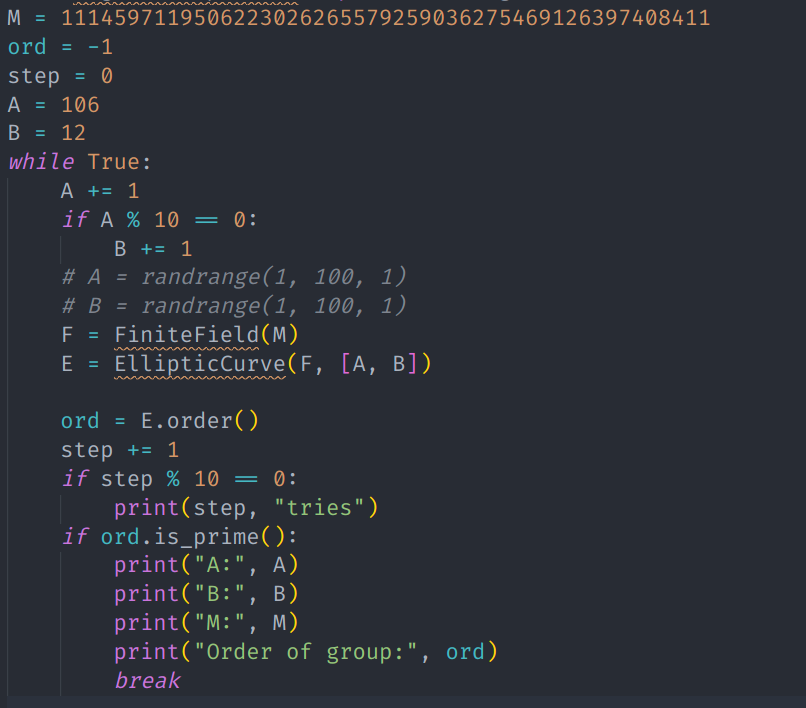 M = 1114597119506223026265579259036275469126397408411
ord = -1
step = 0
A = 106
B = 12
while True:
    A += 1
    if A % 10 == 0:
        B += 1
    # A = randrange(1, 100, 1)
    # B = randrange(1, 100, 1)
    F = FiniteField(M)
    E = EllipticCurve(F, [A, B])
    ord = E.order()
    step += 1
    if step % 10 == 0:
        print(step, "tries")
    if ord.is_prime():
        print("A:", A)
        print("B:", B)
        print("M:", M)
        print("Order of group:", ord)
        break